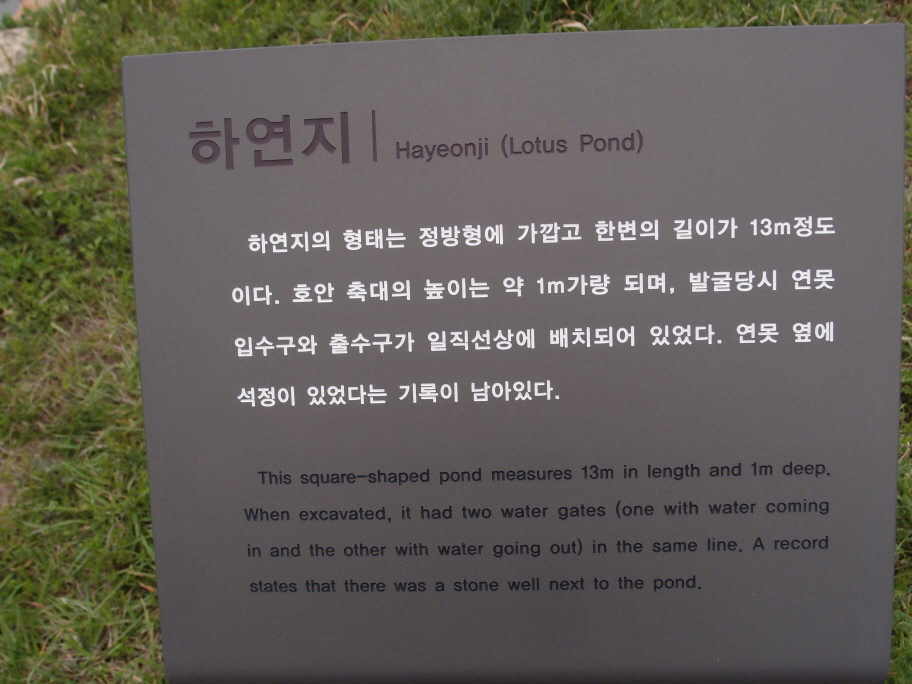 하연지 | Hayeonji (Lotus Pond)
하연지의 형태는 정방형에 가깝고 한변의 길이가 13m정도
이다. 호안 축대의 높이는 약 1m가량 되며, 발굴당시 연못
입수구와 출수구가 일직선상에 배치되어 있었다. 연못 옆에
석정이 있었다는 기록이 남아있다.
This square-shaped pond measures 13m in length and 1m deep.
When excavated, it had two water gates (one with water coming
in and the other with water going out) in the same line. A record
states that there was a stone well next to the pond.